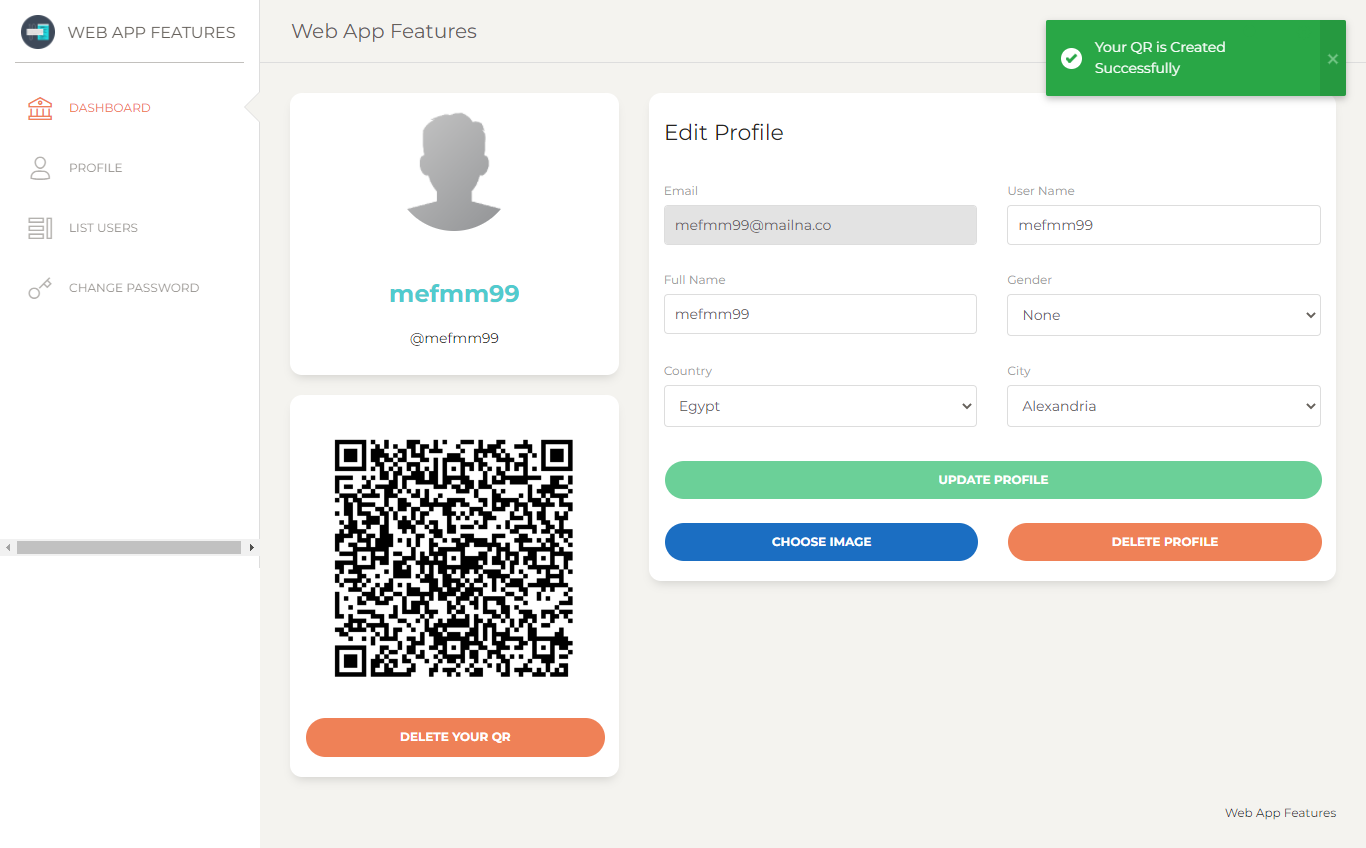 WEB APP FEATURES
DASHBOARD
PROFILE
LIST USERS
CHANGE PASSWORD
Web App Features
Your QR is Created
Successfully
×
mefmm99
@mefmm99
DELETE YOUR QR
Edit Profile
Email
User Name
mefmm99@mailna.co
mefmm99
Full Name
Gender
mefmm99
None
Country
City
Egypt
Alexandria
UPDATE PROFILE
CHOOSE IMAGE
DELETE PROFILE
Web App Features